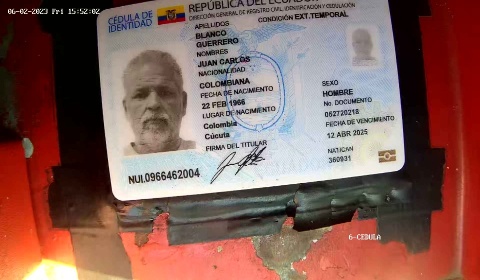 06-02-2023 Fri 15:52:02
REPÚBLICA DEL ECUADOR
DIRECCIÓN GENERAL DE REGISTRO CIVIL, IDENTIFICACIÓN Y CEDULACIÓN
CÉDULA DE
IDENTIDAD
APELLIDOS
CONDICIÓN EXT.TEMPORAL
BLANCO
GUERRERO
NOMBRES
JUAN CARLOS
NACIONALIDAD
COLOMBIANA
FECHA DE NACIMIENTO
22 FEB 1966
LUGAR DE NACIMIENTO
Colombia
Cúcuta
FIRMA DEL TITULAR
SEXO
HOMBRE
No. DOCUMENTO
052720218
FECHA DE VENCIMIENTO
12 ABR 2025
NAT/CAN
360931
NUI.0966462004
6-CEDULA